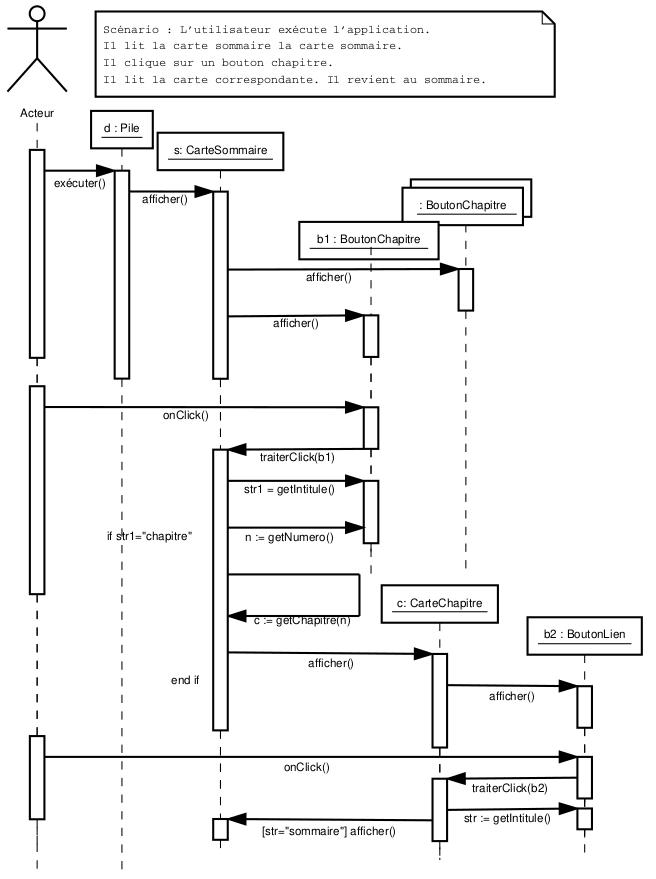 Scénario : L'utilisateur exécute l'application.
Il lit la carte sommaire la carte sommaire.
Il clique sur un bouton chapitre.
Il lit la carte correspondante. Il revient au sommaire.
Acteur
d : Pile
s: CarteSommaire
exécuter()
afficher()
: BoutonChapitre
b1 : BoutonChapitre
afficher()
afficher()
onClick()
traiterClick(b1)
str1 = getIntitule()
if str1="chapitre"
n := getNumero()
c := getChapitre(n)
c: CarteChapitre
b2 : BoutonLien
afficher()
end if
afficher()
onClick()
traiterClick(b2)
str := getIntitule()
[str="sommaire"] afficher()